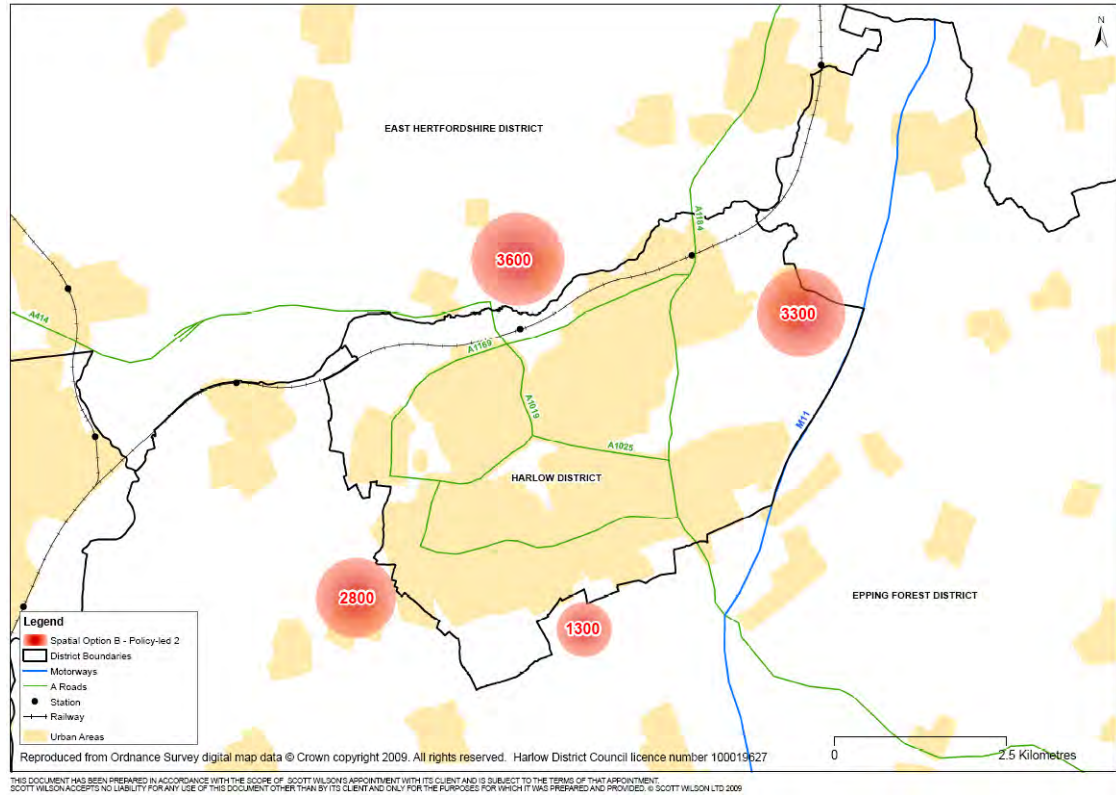 N
EAST HERTFORDSHIRE DISTRICT
A1184
3600
3300
A414
A1169
A1019
M11
A1025
HARLOW DISTRICT
2800
1300
EPPING FOREST DISTRICT
Legend
Spatial Option B - Policy-led 2
District Boundaries
Motorways
A Roads
Station
Railway
Urban Areas
0 2.5 Kilometres
Reproduced from Ordnance Survey digital map data © Crown copyright 2009. All rights reserved. Harlow District Council licence number 100019627
THIS DOCUMENT HAS BEEN PREPARED IN ACCORDANCE WITH THE SCOPE OF SCOTT WILSON'S APPOINTMENT WITH ITS CLIENT AND IS SUBJECT TO THE TERMS OF THAT APPOINTMENT.
SCOTT WILSON ACCEPTS NO LIABILITY FOR ANY USE OF THIS DOCUMENT OTHER THAN BY ITS CLIENT AND ONLY FOR THE PURPOSES FOR WHICH IT WAS PREPARED AND PROVIDED. © SCOTT WILSON LTD 2009